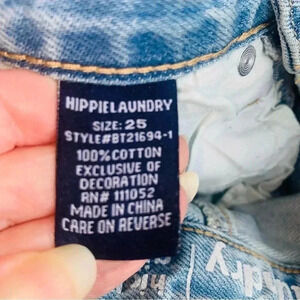 HIPPIELAUNDRY
SIZE: 25
STYLE#BT21694-1
100% COTTON
EXCLUSIVE OF
DECORATION
RN# 111052
MADE IN CHINA
CARE ON REVERSE